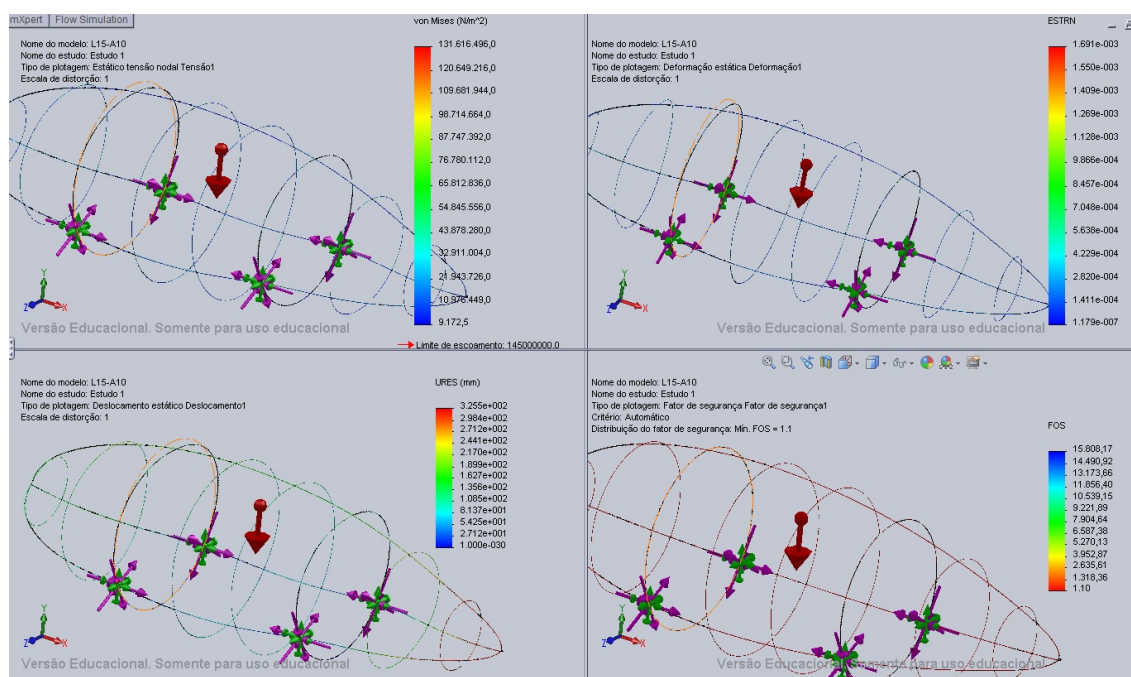 mXpert Flow Simulation
Nome do modelo: L15-A10
Nome do estudo: Estudo 1
Tipo de plotagem: Estático tensão nodal Tensão1
Escala de distorção: 1
von Mises (N/m^2)
131.616.496,0
120.649.216,0
109.681.944,0
98.714.664,0
87.747.392,0
76.780.112,0
65.812.836,0
54.845.556,0
43.878.280,0
32.911.004,0
21.943.726,0
10.976.449,0
9.172,5
Limite de escoamento: 145000000.0
Y
Z
X
Versão Educacional. Somente para uso educacional
Nome do modelo: L15-A10
Nome do estudo: Estudo 1
Tipo de plotagem: Deformação estática Deformação1
Escala de distorção: 1
ESTRN
1.691e-003
1.550e-003
1.409e-003
1.269e-003
1.128e-003
9.866e-004
8.457e-004
7.048e-004
5.638e-004
4.229e-004
2.820e-004
1.411e-004
1.179e-007
Y
Z
X
Versão Educacional. Somente para uso educacional
Nome do modelo: L15-A10
Nome do estudo: Estudo 1
Tipo de plotagem: Deslocamento estático Deslocamento1
Escala de distorção: 1
URES (mm)
3.255e+002
2.984e+002
2.712e+002
2.441e+002
2.170e+002
1.899e+002
1.627e+002
1.356e+002
1.085e+002
8.137e+001
5.425e+001
2.712e+001
1.000e-030
Y
Z
X
Versão Educacional. Somente para uso educacional
Nome do modelo: L15-A10
Nome do estudo: Estudo 1
Tipo de plotagem: Fator de segurança Fator de segurança1
Critério: Automático
Distribuição do fator de segurança: Mín. FOS = 1.1
FOS
15.808,17
14.490,92
13.173,66
11.856,40
10.539,15
9.221,89
7.904,64
6.587,38
5.270,13
3.952,87
2.635,61
1.318,36
1.10
Y
Z
X
Versão Educacional. Somente para uso educacional